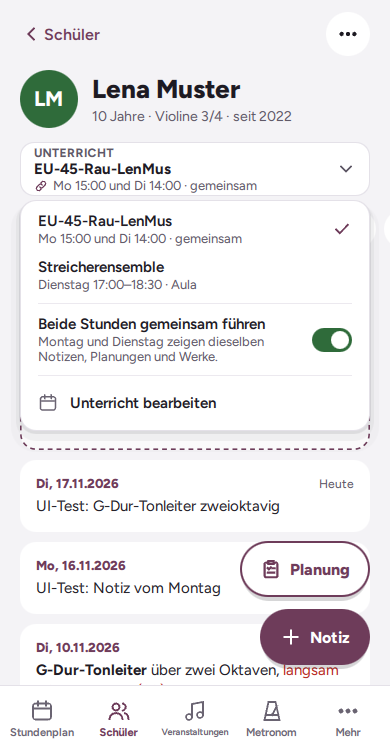 Schüler
LM
Lena Muster
10 Jahre · Violine 3/4 · seit 2022
UNTERRICHT
EU-45-Rau-LenMus
Mo 15:00 und Di 14:00 · gemeinsam
EU-45-Rau-LenMus
Mo 15:00 und Di 14:00 · gemeinsam
Streicherensemble
Dienstag 17:00–18:30 · Aula
Beide Stunden gemeinsam führen
Montag und Dienstag zeigen dieselben
Notizen, Planungen und Werke.
Unterricht bearbeiten
Di, 17.11.2026 Heute
UI-Test: G-Dur-Tonleiter zweioktavig
Mo, 16.11.2026
UI-Test: Notiz vom Montag
Planung
Notiz
Di, 10.11.2026
G-Dur-Tonleiter über zwei Oktaven, langsam
Stundenplan Schüler Veranstaltungen Metronom Mehr